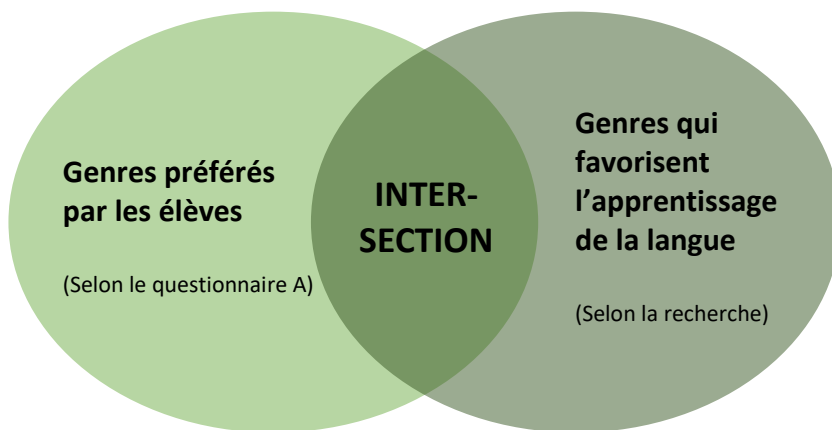 Genres préférés
par les élèves
(Selon le questionnaire A)
INTER-
SECTION
Genres qui
favorisent
l’apprentissage
de la langue
(Selon la recherche)